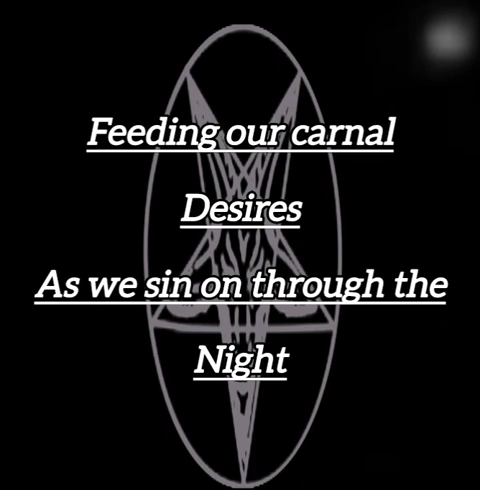 Feeding our carnal
Desires
As we sin on through the
Night